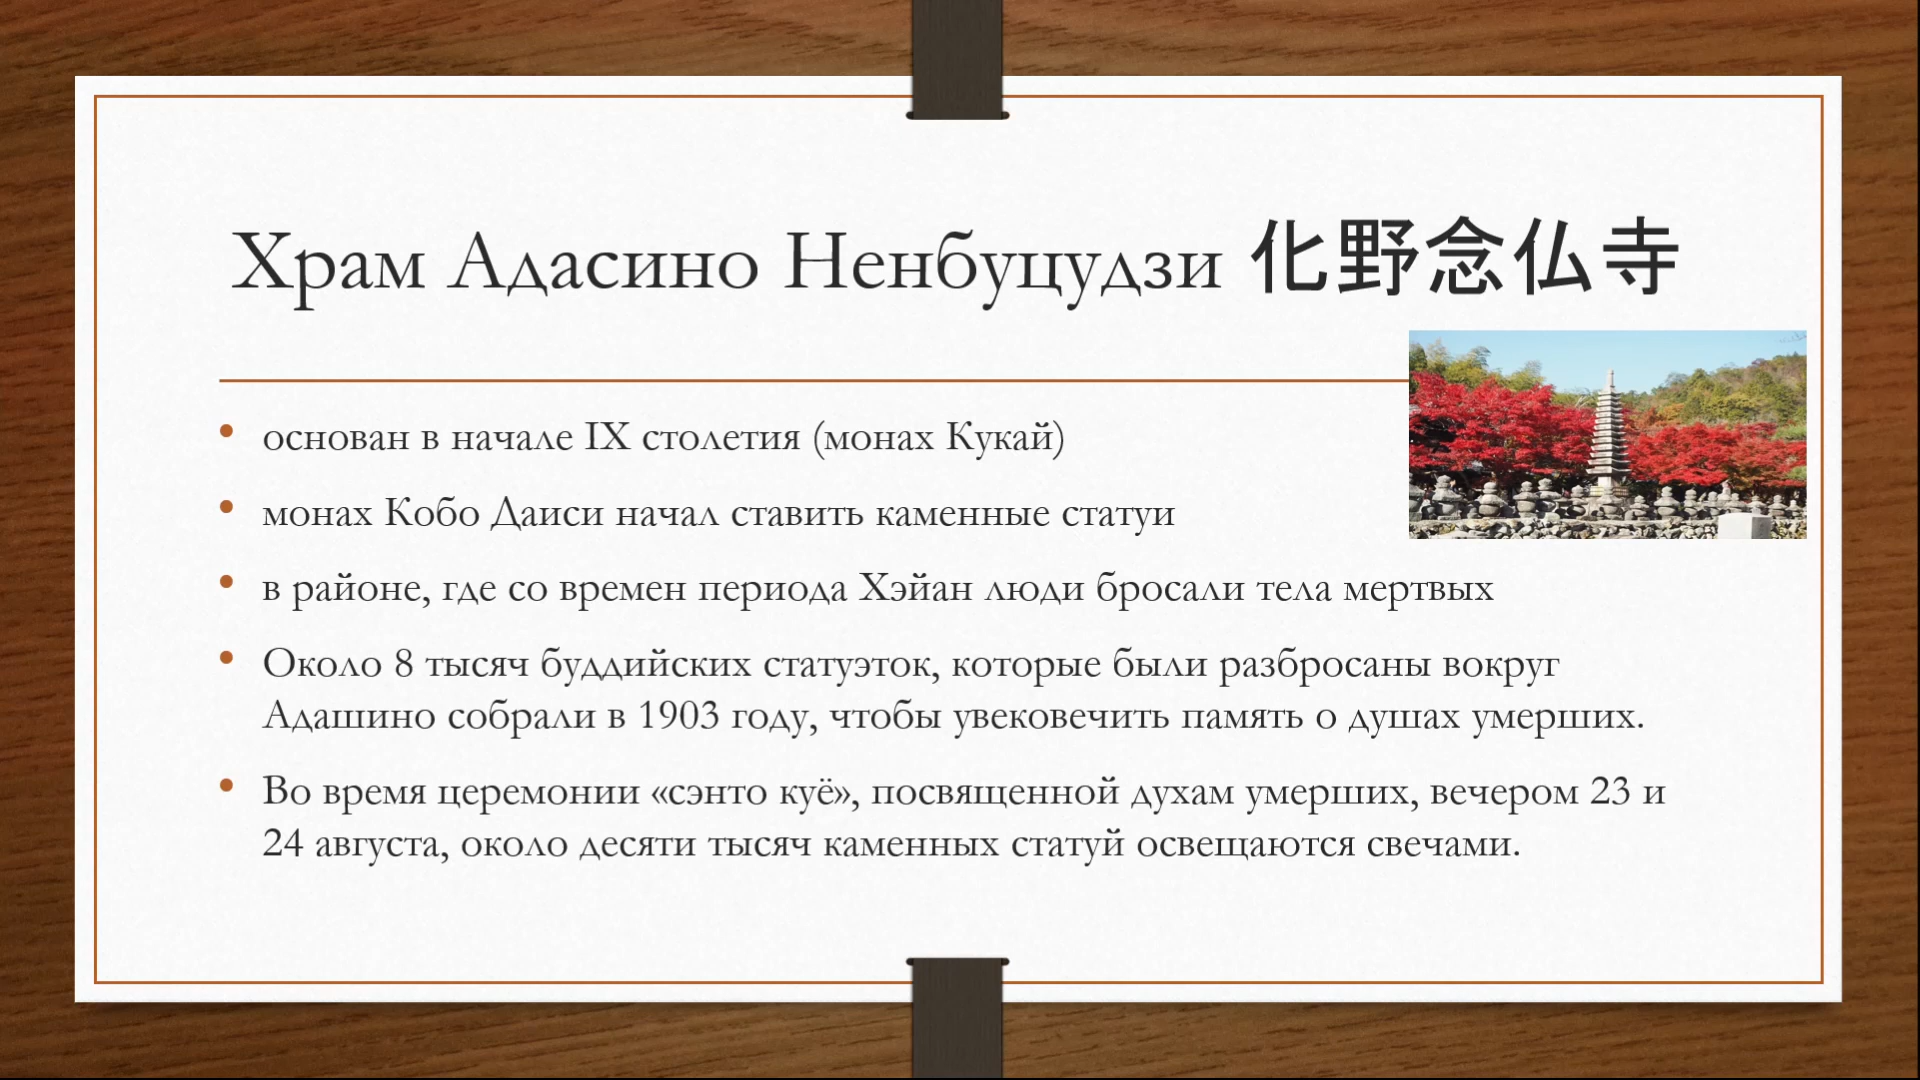 Храм Адасино Ненбуцудзи 化野念仏寺
• основан в начале IX столетия (монах Кукай)
• монах Кобо Даиси начал ставить каменные статуи
• в районе, где со времен периода Хэйан люди бросали тела мертвых
• Около 8 тысяч буддийских статуэток, которые были разбросаны вокруг
Адашино собрали в 1903 году, чтобы увековечить память о душах умерших.
• Во время церемонии «сэнто куё», посвященной духам умерших, вечером 23 и
24 августа, около десяти тысяч каменных статуй освещаются свечами.